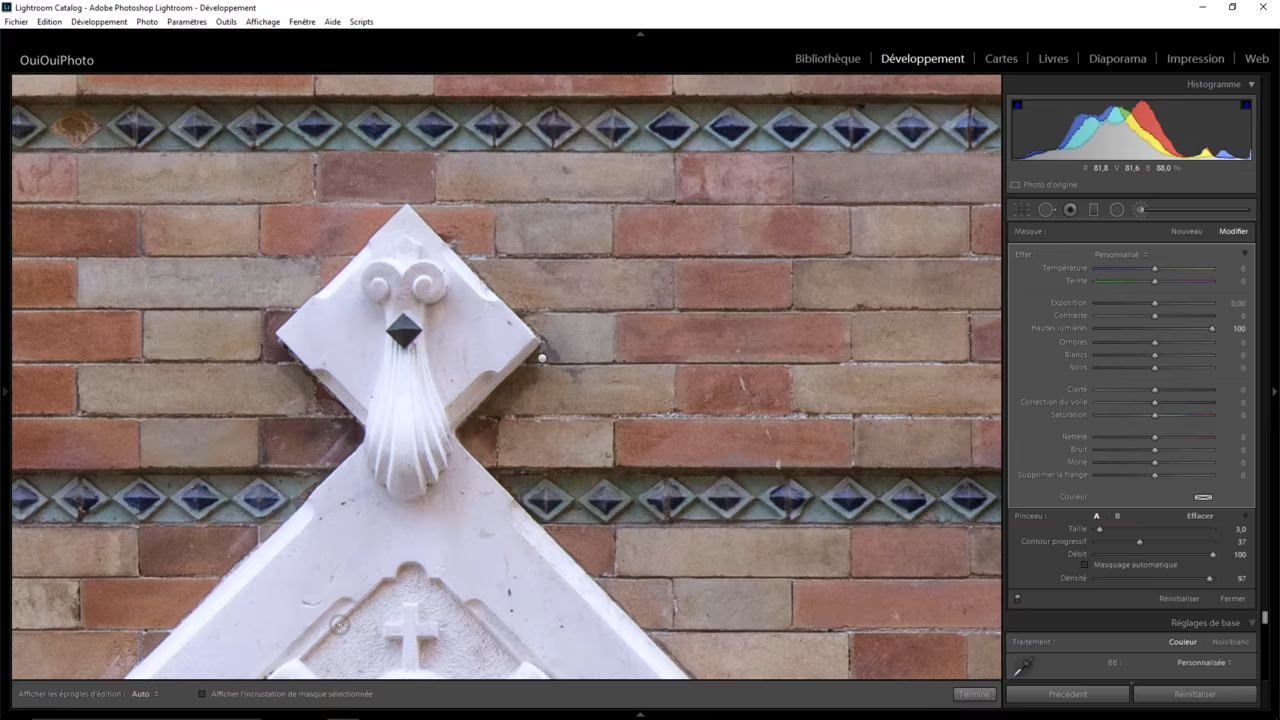 Lightroom Catalog - Adobe Photoshop Lightroom - Développement
Fichier Edition Développement Photo Paramètres Outils Affichage Fenêtre Aide Scripts
OuiOuiPhoto
Bibliothèque Développement Cartes Livres Diaporama Impression Web
Histogramme
R 81,8 V 81,6 B 88,0 %
Photo d'origine
Masque : Nouveau Modifier
Effet : Personnalisé
Température 0
Teinte 0
Exposition 0,00
Contraste 0
Hautes lumières 100
Ombres 0
Blancs 0
Noirs 0
Clarté 0
Correction du voile 0
Saturation 0
Netteté 0
Bruit 0
Moiré 0
Supprimer la frange 0
Couleur
Pinceau : A B Effacer
Taille 3,0
Contour progressif 37
Débit 100
Masquage automatique
Densité 97
Réinitialiser Fermer
Réglages de base
Traitement : Couleur Noir/blanc
BB : Personnalisée
Afficher les épingles d'édition : Auto Afficher l'incrustation de masque sélectionnée Terminé
Précédent Réinitialiser